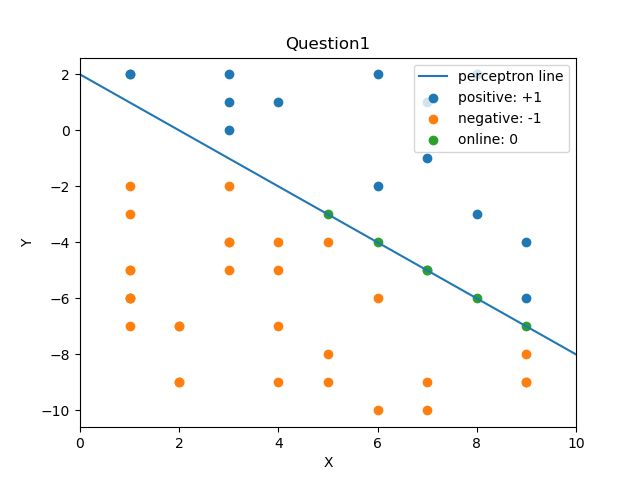 Question1
perceptron line
positive: +1
negative: -1
online: 0
2
0
−2
−4
−6
−8
−10
Y
0 2 4 6 8 10
X